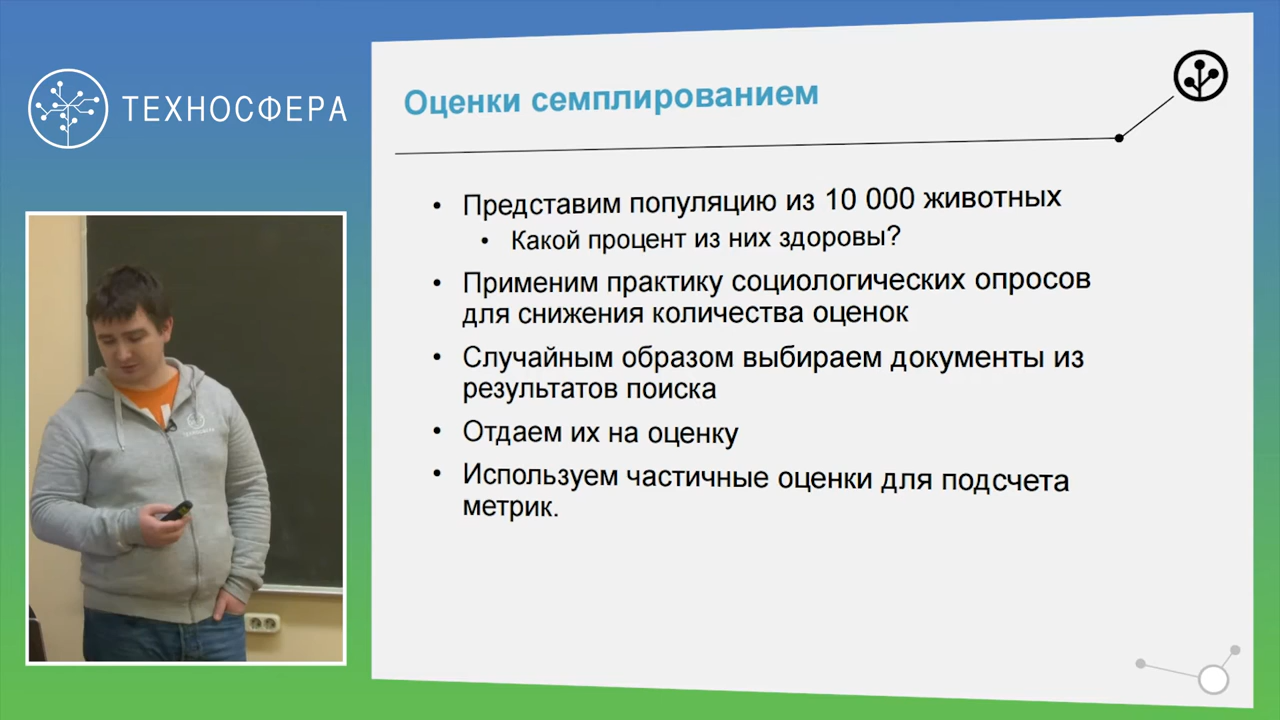 ТЕХНОСФЕРА
Оценки семплированием
• Представим популяцию из 10 000 животных
• Какой процент из них здоровы?
• Применим практику социологических опросов
для снижения количества оценок
• Случайным образом выбираем документы из
результатов поиска
• Отдаем их на оценку
• Используем частичные оценки для подсчета
метрик.